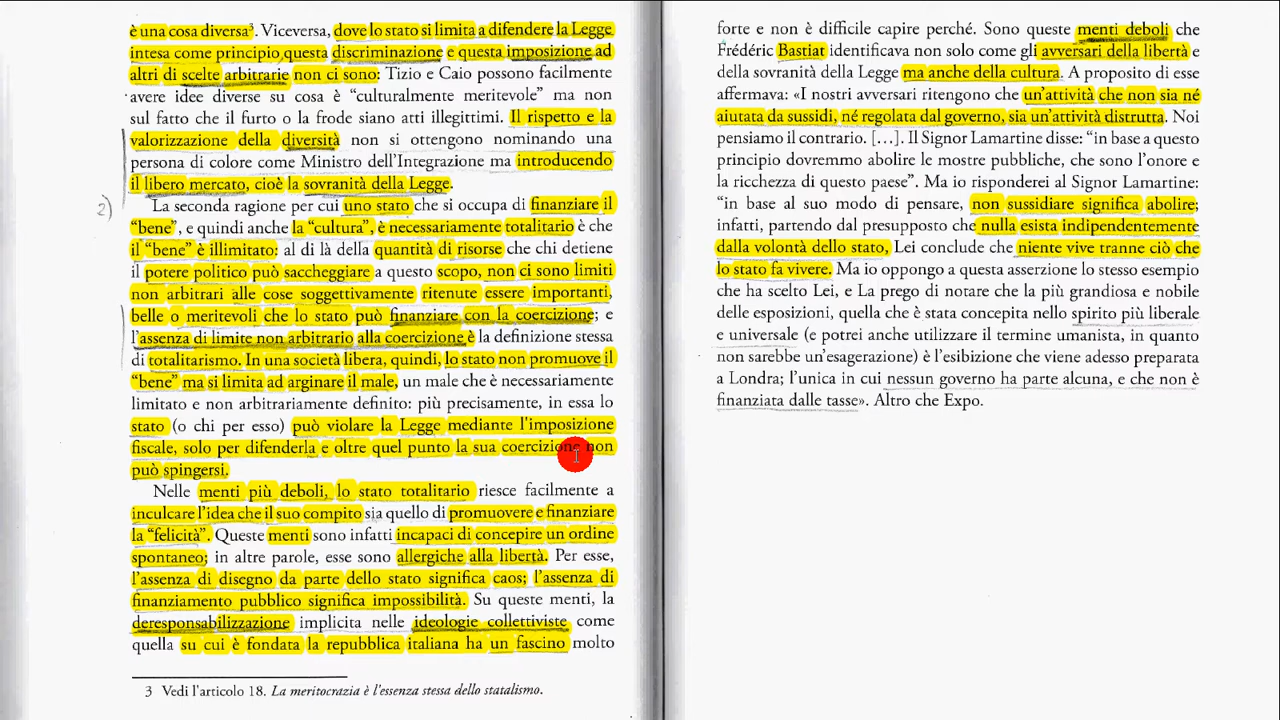 è una cosa diversa³. Viceversa, dove lo stato si limita a difendere la Legge
intesa come principio questa discriminazione e questa imposizione ad
altri di scelte arbitrarie non ci sono: Tizio e Caio possono facilmente
avere idee diverse su cosa è “culturalmente meritevole” ma non
sul fatto che il furto o la frode siano atti illegittimi. Il rispetto e la
valorizzazione della diversità non si ottengono nominando una
persona di colore come Ministro dell’Integrazione ma introducendo
il libero mercato, cioè la sovranità della Legge.
2)
La seconda ragione per cui uno stato che si occupa di finanziare il
“bene”, e quindi anche la “cultura”, è necessariamente totalitario è che
il “bene” è illimitato: al di là della quantità di risorse che chi detiene
il potere politico può saccheggiare a questo scopo, non ci sono limiti
non arbitrari alle cose soggettivamente ritenute essere importanti,
belle o meritevoli che lo stato può finanziare con la coercizione; e
l’assenza di limite non arbitrario alla coercizione è la definizione stessa
di totalitarismo. In una società libera, quindi, lo stato non promuove il
“bene” ma si limita ad arginare il male, un male che è necessariamente
limitato e non arbitrariamente definito: più precisamente, in essa lo
stato (o chi per esso) può violare la Legge mediante l’imposizione
fiscale, solo per difenderla e oltre quel punto la sua coercizione non
può spingersi.
Nelle menti più deboli, lo stato totalitario riesce facilmente a
inculcare l’idea che il suo compito sia quello di promuovere e finanziare
la “felicità”. Queste menti sono infatti incapaci di concepire un ordine
spontaneo; in altre parole, esse sono allergiche alla libertà. Per esse,
l’assenza di disegno da parte dello stato significa caos; l’assenza di
finanziamento pubblico significa impossibilità. Su queste menti, la
deresponsabilizzazione implicita nelle ideologie collettiviste come
quella su cui è fondata la repubblica italiana ha un fascino molto
3 Vedi l’articolo 18. La meritocrazia è l’essenza stessa dello statalismo.
forte e non è difficile capire perché. Sono queste menti deboli che
Frédéric Bastiat identificava non solo come gli avversari della libertà e
della sovranità della Legge ma anche della cultura. A proposito di esse
affermava: «I nostri avversari ritengono che un’attività che non sia né
aiutata da sussidi, né regolata dal governo, sia un’attività distrutta. Noi
pensiamo il contrario. [...]. Il Signor Lamartine disse: “in base a questo
principio dovremmo abolire le mostre pubbliche, che sono l’onore e
la ricchezza di questo paese”. Ma io risponderei al Signor Lamartine:
“in base al suo modo di pensare, non sussidiare significa abolire;
infatti, partendo dal presupposto che nulla esista indipendentemente
dalla volontà dello stato, Lei conclude che niente vive tranne ciò che
lo stato fa vivere. Ma io oppongo a questa asserzione lo stesso esempio
che ha scelto Lei, e La prego di notare che la più grandiosa e nobile
delle esposizioni, quella che è stata concepita nello spirito più liberale
e universale (e potrei anche utilizzare il termine umanista, in quanto
non sarebbe un’esagerazione) è l’esibizione che viene adesso preparata
a Londra; l’unica in cui nessun governo ha parte alcuna, e che non è
finanziata dalle tasse». Altro che Expo.